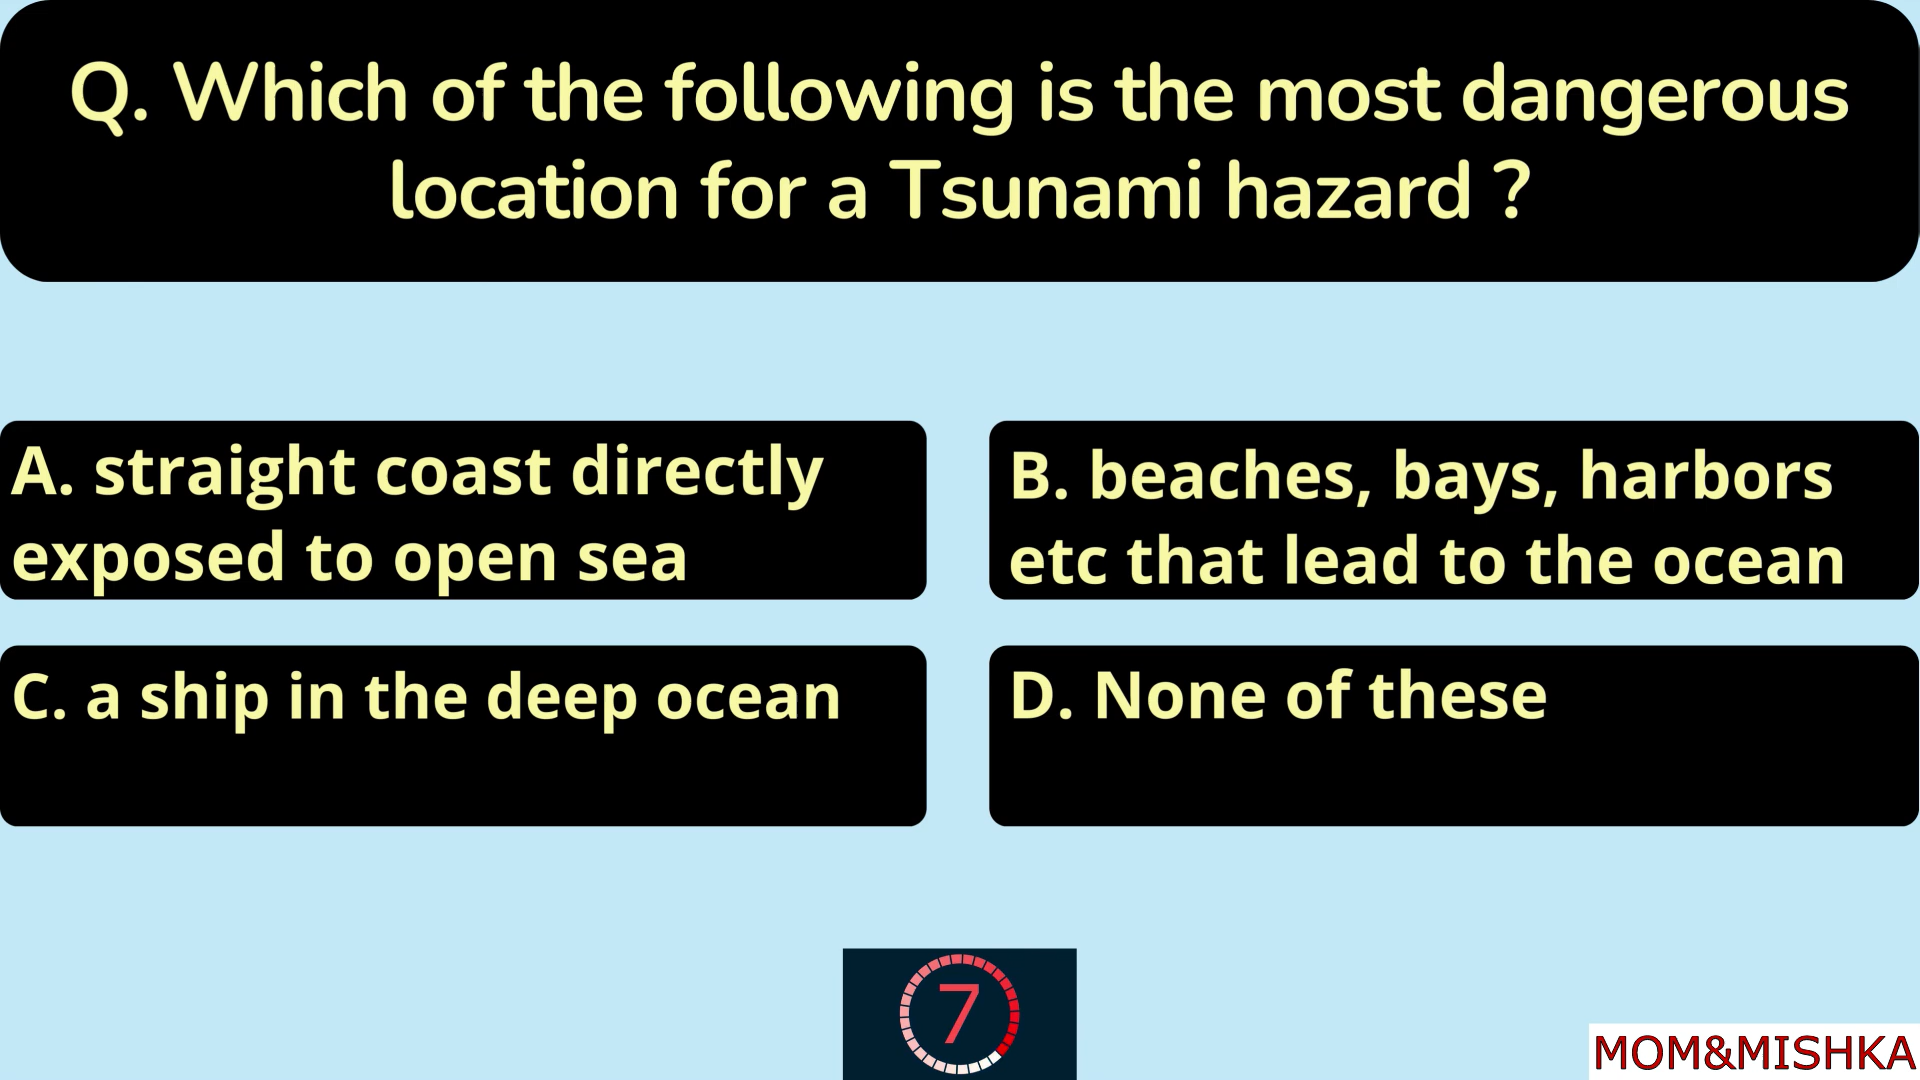 Q. Which of the following is the most dangerous
location for a Tsunami hazard ?
A. straight coast directly
exposed to open sea
B. beaches, bays, harbors
etc that lead to the ocean
C. a ship in the deep ocean
D. None of these
7
MOM&MISHKA